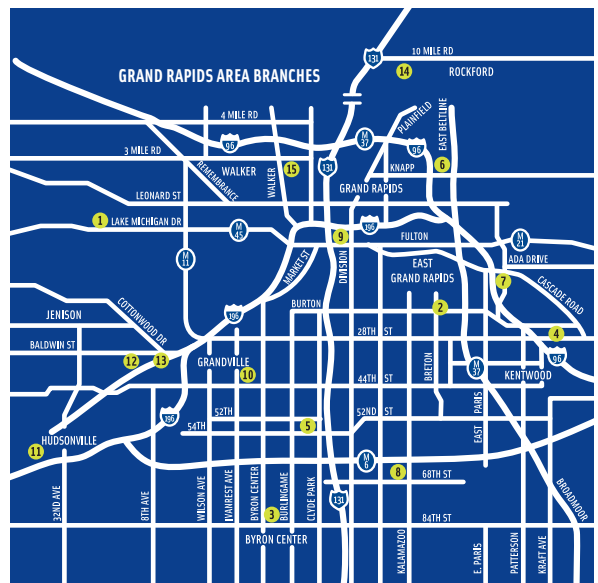 131
10 MILE RD
14
ROCKFORD
GRAND RAPIDS AREA BRANCHES
4 MILE RD
PLAINFIELD
EAST BELTLINE
96
M 37
96
3 MILE RD
REMEMBRANCE
WALKER
WALKER
15
131
KNAPP
6
GRAND RAPIDS
LEONARD ST
1
LAKE MICHIGAN DR
M 45
196
9
FULTON
M 21
M 11
MARKET ST
DIVISION
EAST
GRAND RAPIDS
ADA DRIVE
7
CASCADE ROAD
COTTONWOOD DR
196
BURTON
2
JENISON
28TH ST
4
BALDWIN ST
12
13
GRANDVILLE
10
BRETON
M 37
96
KENTWOOD
44TH ST
196
52ND ST
52TH
54TH
5
PARIS
EAST
HUDSONVILLE
11
M 6
8
68TH ST
32ND AVE
8TH AVE
WILSON AVE
IVANREST AVE
BYRON CENTER
BURLINGAME
CLYDE PARK
131
3
84TH ST
BROADMOOR
BYRON CENTER
KALAMAZOO
E. PARIS
PATTERSON
KRAFT AVE